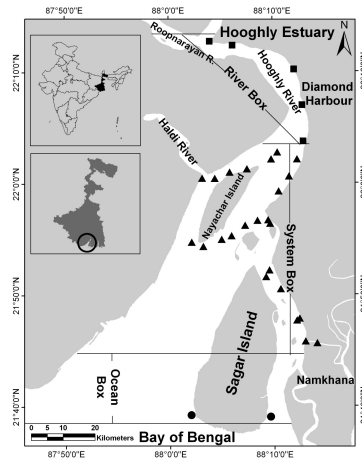 87°50'0"E 88°0'0"E 88°10'0"E
Hooghly Estuary
N
Roopnarayan R.
River Box
Hooghly River
Diamond
Harbour
22°10'0"N
Haldi River
Nayachar Island
22°0'0"N
System Box
21°50'0"N
Sagar Island
Ocean
Box
Namkhana
21°40'0"N
0 5 10 20
Kilometers
Bay of Bengal
87°50'0"E 88°0'0"E 88°10'0"E